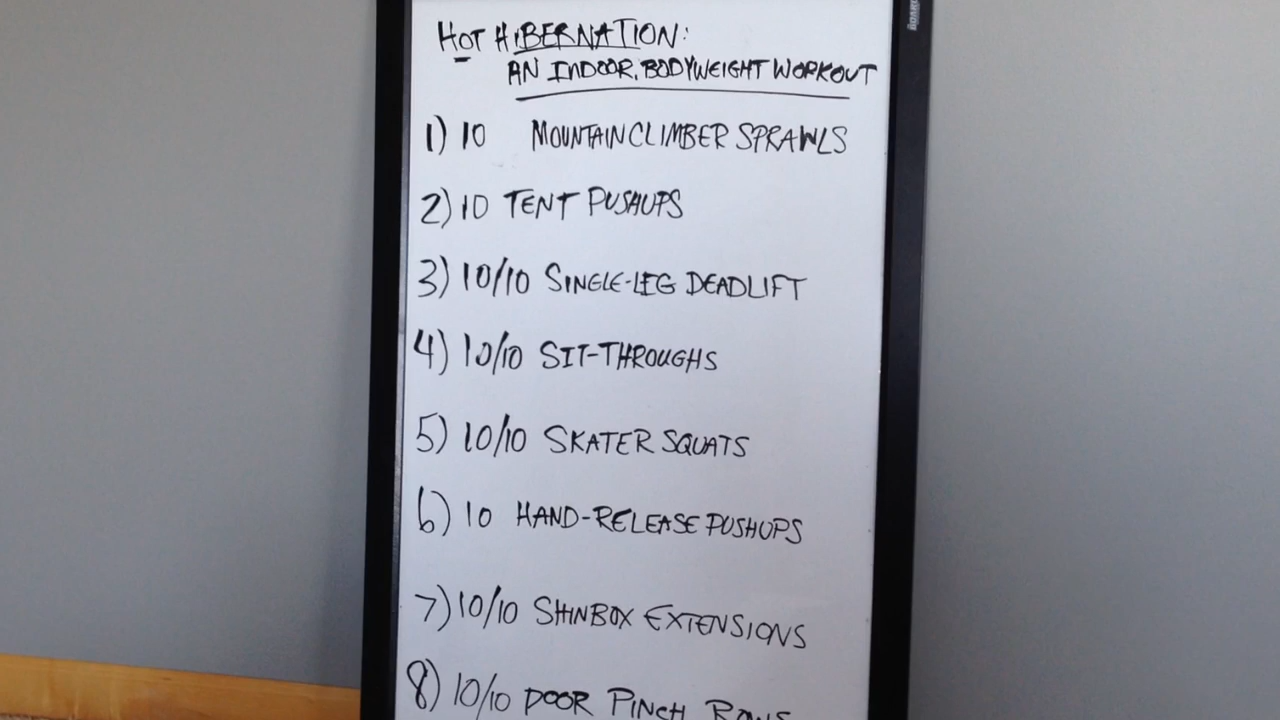 HOT HIBERNATION:
AN INDOOR, BODYWEIGHT WORKOUT
1) 10 MOUNTAIN CLIMBER SPRAWLS
2) 10 TENT PUSHUPS
3) 10/10 SINGLE-LEG DEADLIFT
4) 10/10 SIT-THROUGHS
5) 10/10 SKATER SQUATS
6) 10 HAND-RELEASE PUSHUPS
7) 10/10 SHINBOX EXTENSIONS
8) 10/10 DOOR PINCH ROWS